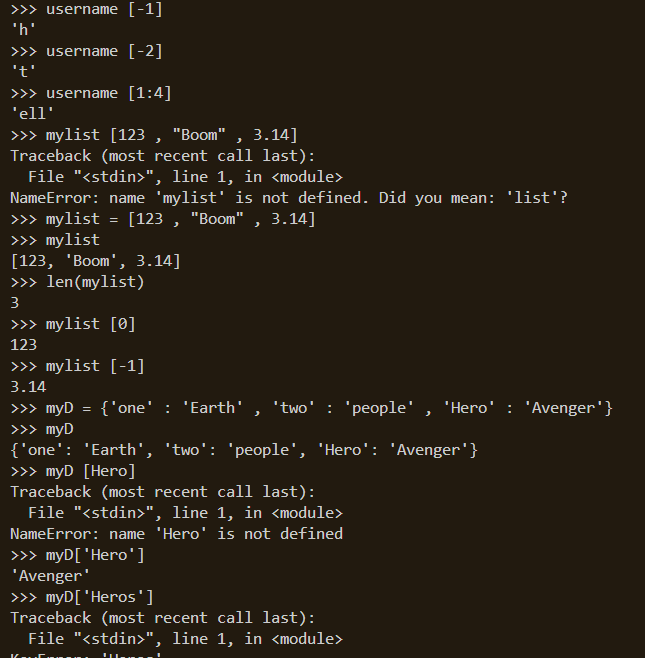 >>> username [-1]
'h'
>>> username [-2]
't'
>>> username [1:4]
'ell'
>>> mylist [123 , "Boom" , 3.14]
Traceback (most recent call last):
  File "<stdin>", line 1, in <module>
NameError: name 'mylist' is not defined. Did you mean: 'list'?
>>> mylist = [123 , "Boom" , 3.14]
>>> mylist
[123, 'Boom', 3.14]
>>> len(mylist)
3
>>> mylist [0]
123
>>> mylist [-1]
3.14
>>> myD = {'one' : 'Earth' , 'two' : 'people' , 'Hero' : 'Avenger'}
>>> myD
{'one': 'Earth', 'two': 'people', 'Hero': 'Avenger'}
>>> myD [Hero]
Traceback (most recent call last):
  File "<stdin>", line 1, in <module>
NameError: name 'Hero' is not defined
>>> myD['Hero']
'Avenger'
>>> myD['Heros']
Traceback (most recent call last):
  File "<stdin>", line 1, in <module>
KeyError: 'Heros'